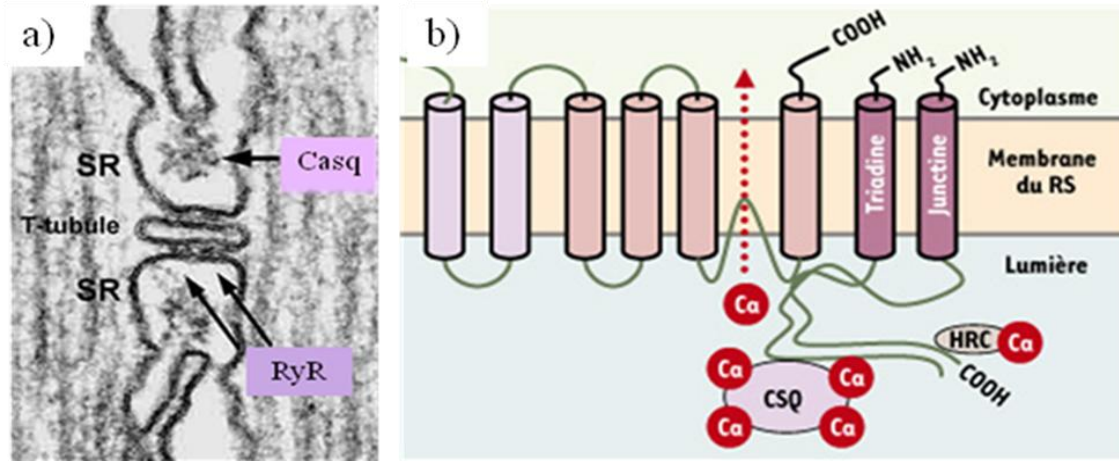 a)
SR
Casq
T-tubule
SR
RyR
b)
COOH
NH₂
NH₂
Cytoplasme
Membrane
du RS
Triadine
Junctine
Lumière
Ca
HRC
Ca
COOH
Ca
Ca
CSQ
Ca
Ca